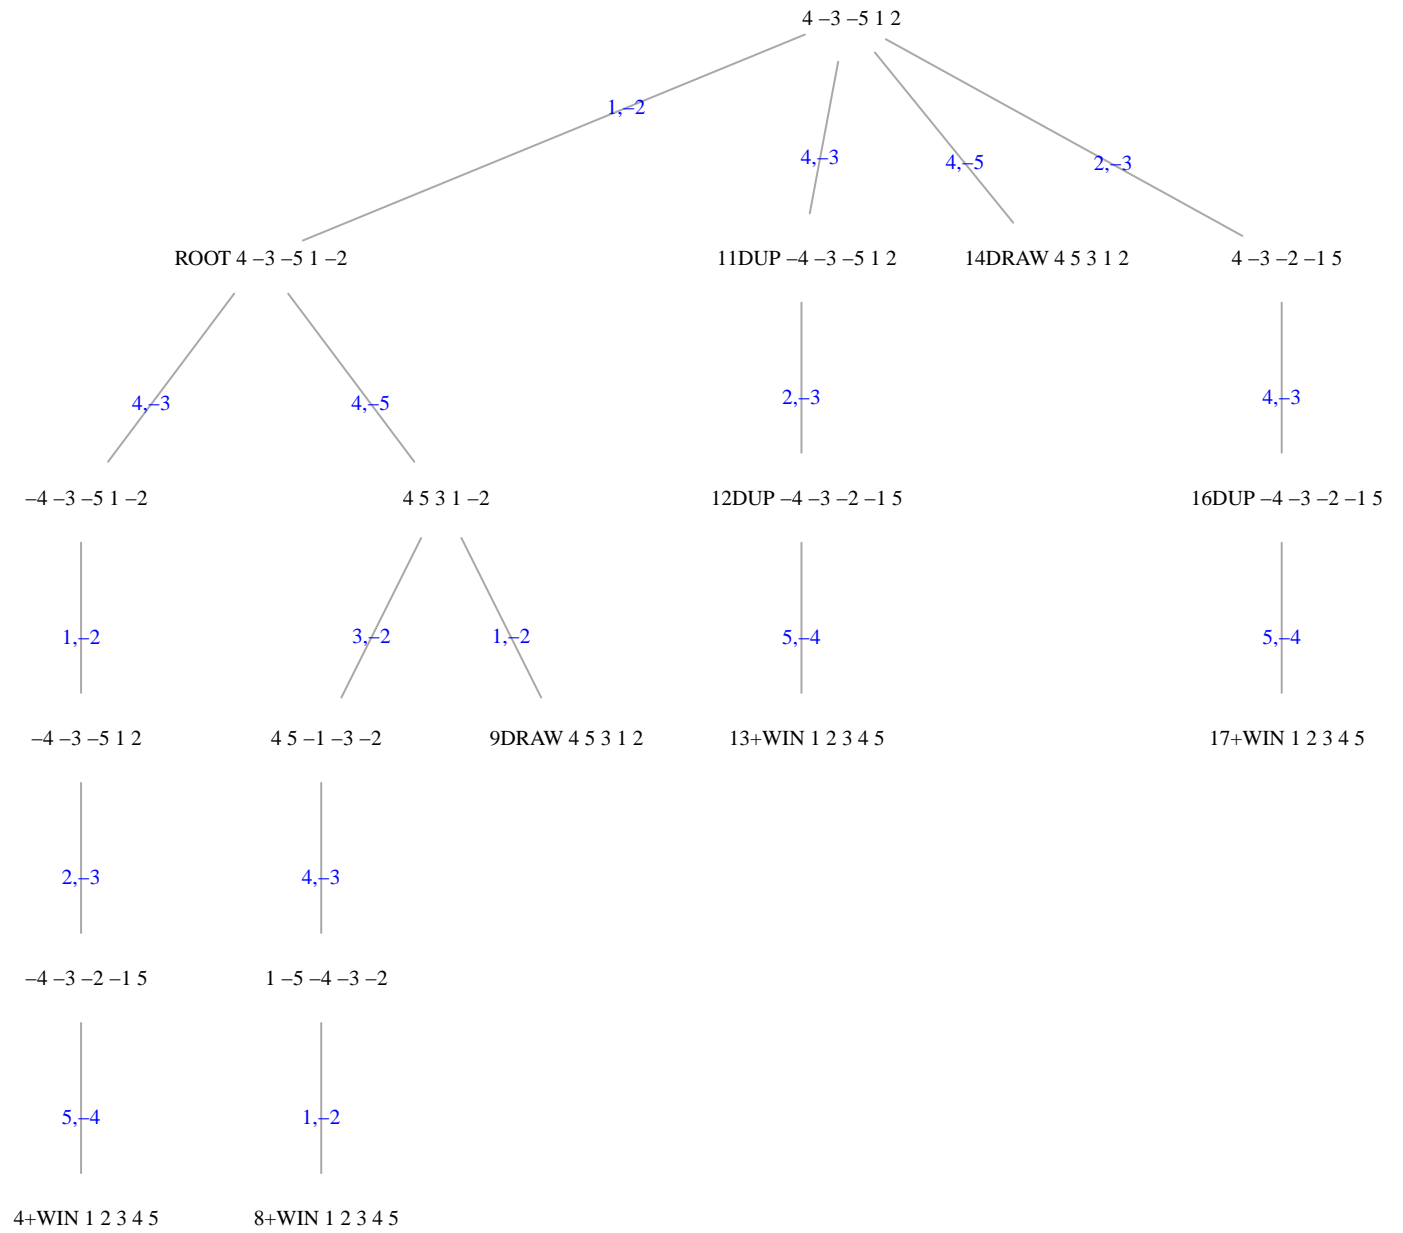 4 –3 –5 1 2
1,–2
4,–3
4,–5
2,–3
ROOT 4 –3 –5 1 –2
11DUP –4 –3 –5 1 2
14DRAW 4 5 3 1 2
4 –3 –2 –1 5
4,–3
4,–5
2,–3
4,–3
–4 –3 –5 1 –2
4 5 3 1 –2
12DUP –4 –3 –2 –1 5
16DUP –4 –3 –2 –1 5
1,–2
3,–2
1,–2
5,–4
5,–4
–4 –3 –5 1 2
4 5 –1 –3 –2
9DRAW 4 5 3 1 2
13+WIN 1 2 3 4 5
17+WIN 1 2 3 4 5
2,–3
4,–3
–4 –3 –2 –1 5
1 –5 –4 –3 –2
5,–4
1,–2
4+WIN 1 2 3 4 5
8+WIN 1 2 3 4 5